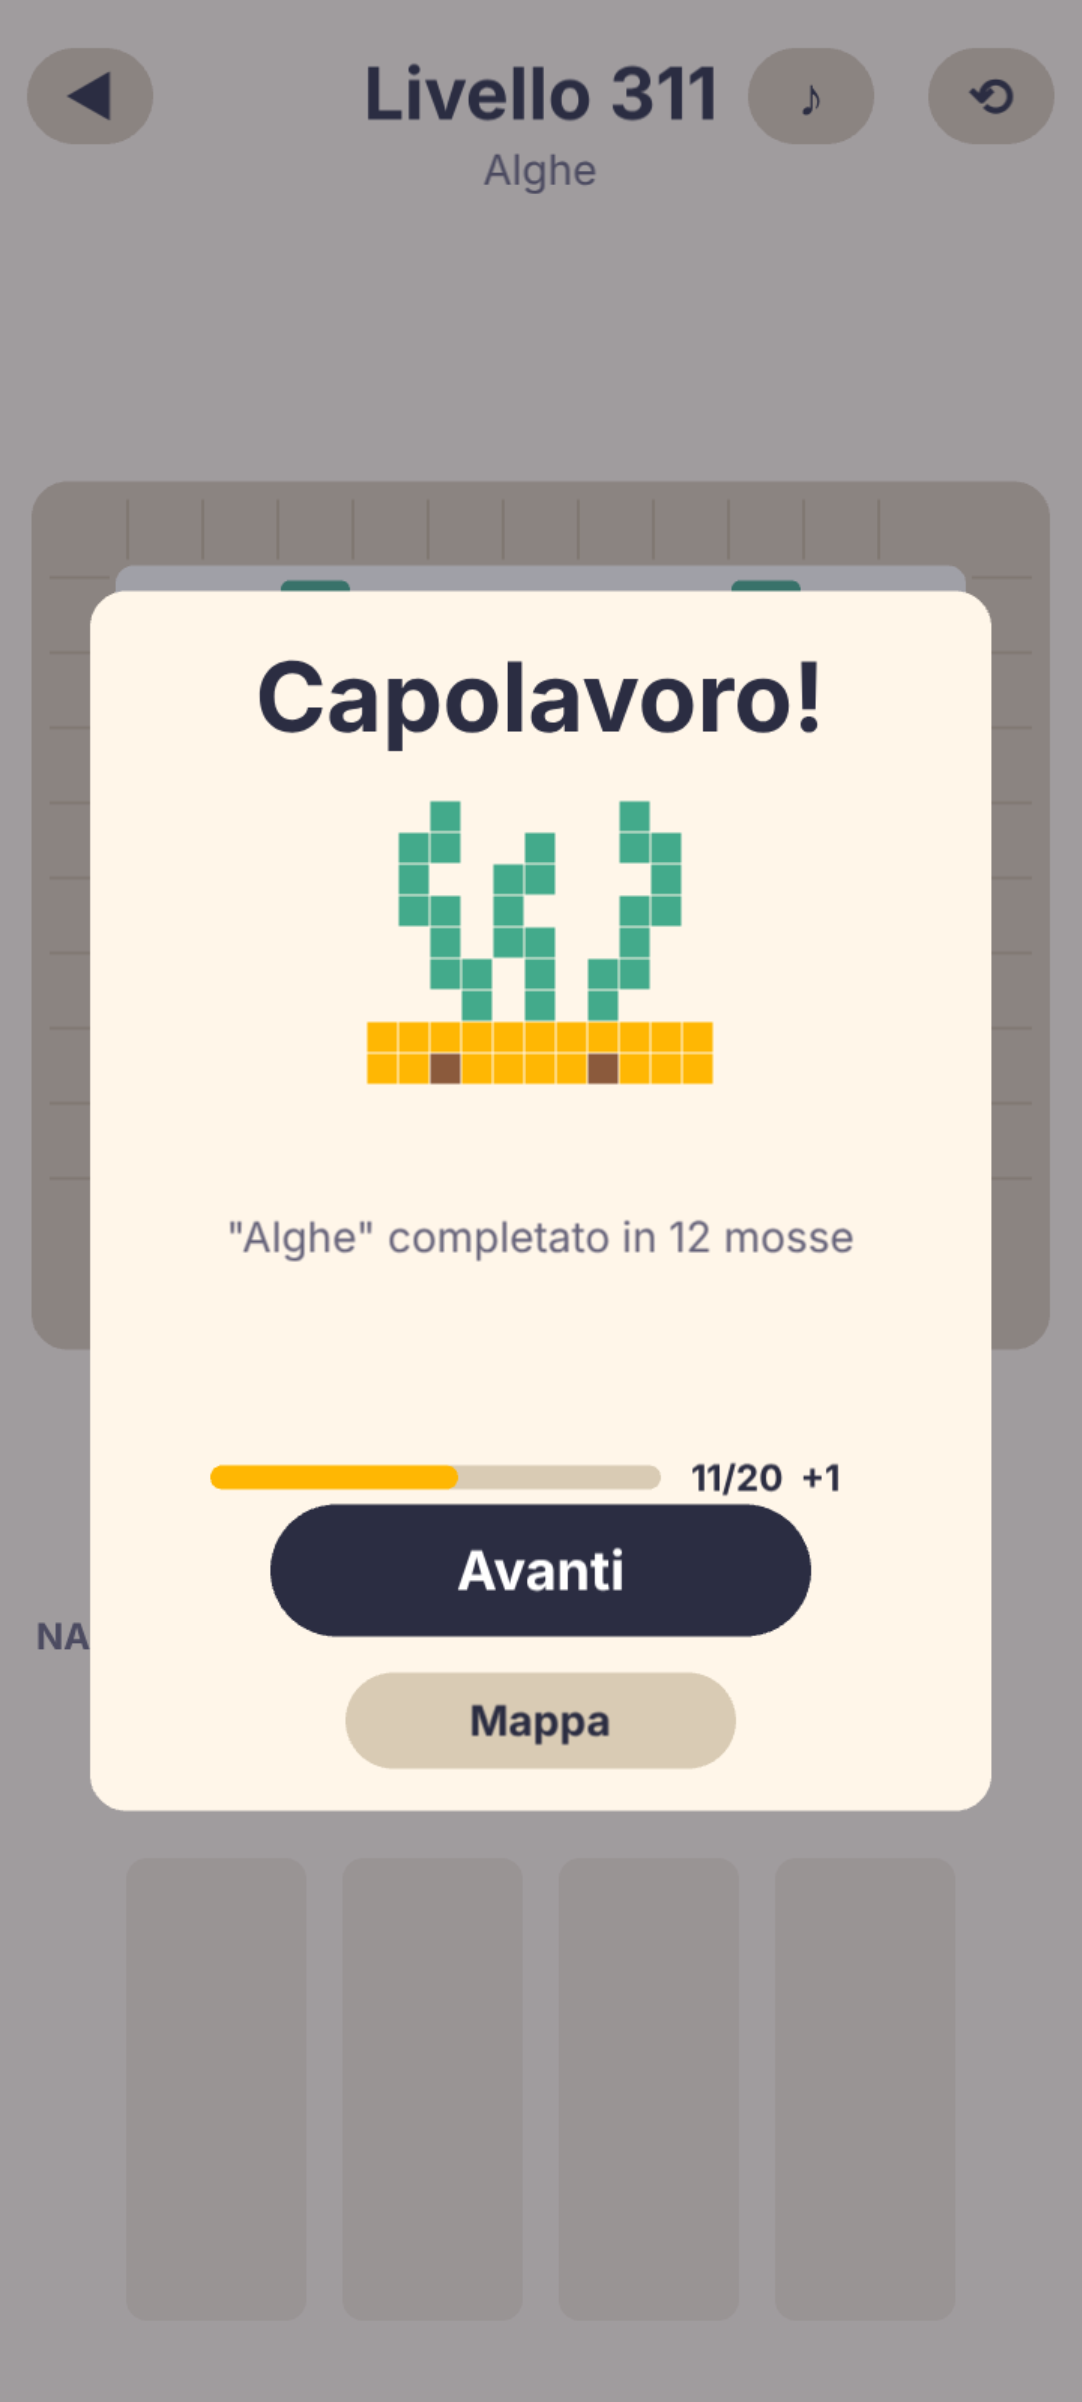 Livello 311
Alghe
Capolavoro!
"Alghe" completato in 12 mosse
11/20 +1
Avanti
NA
Mappa